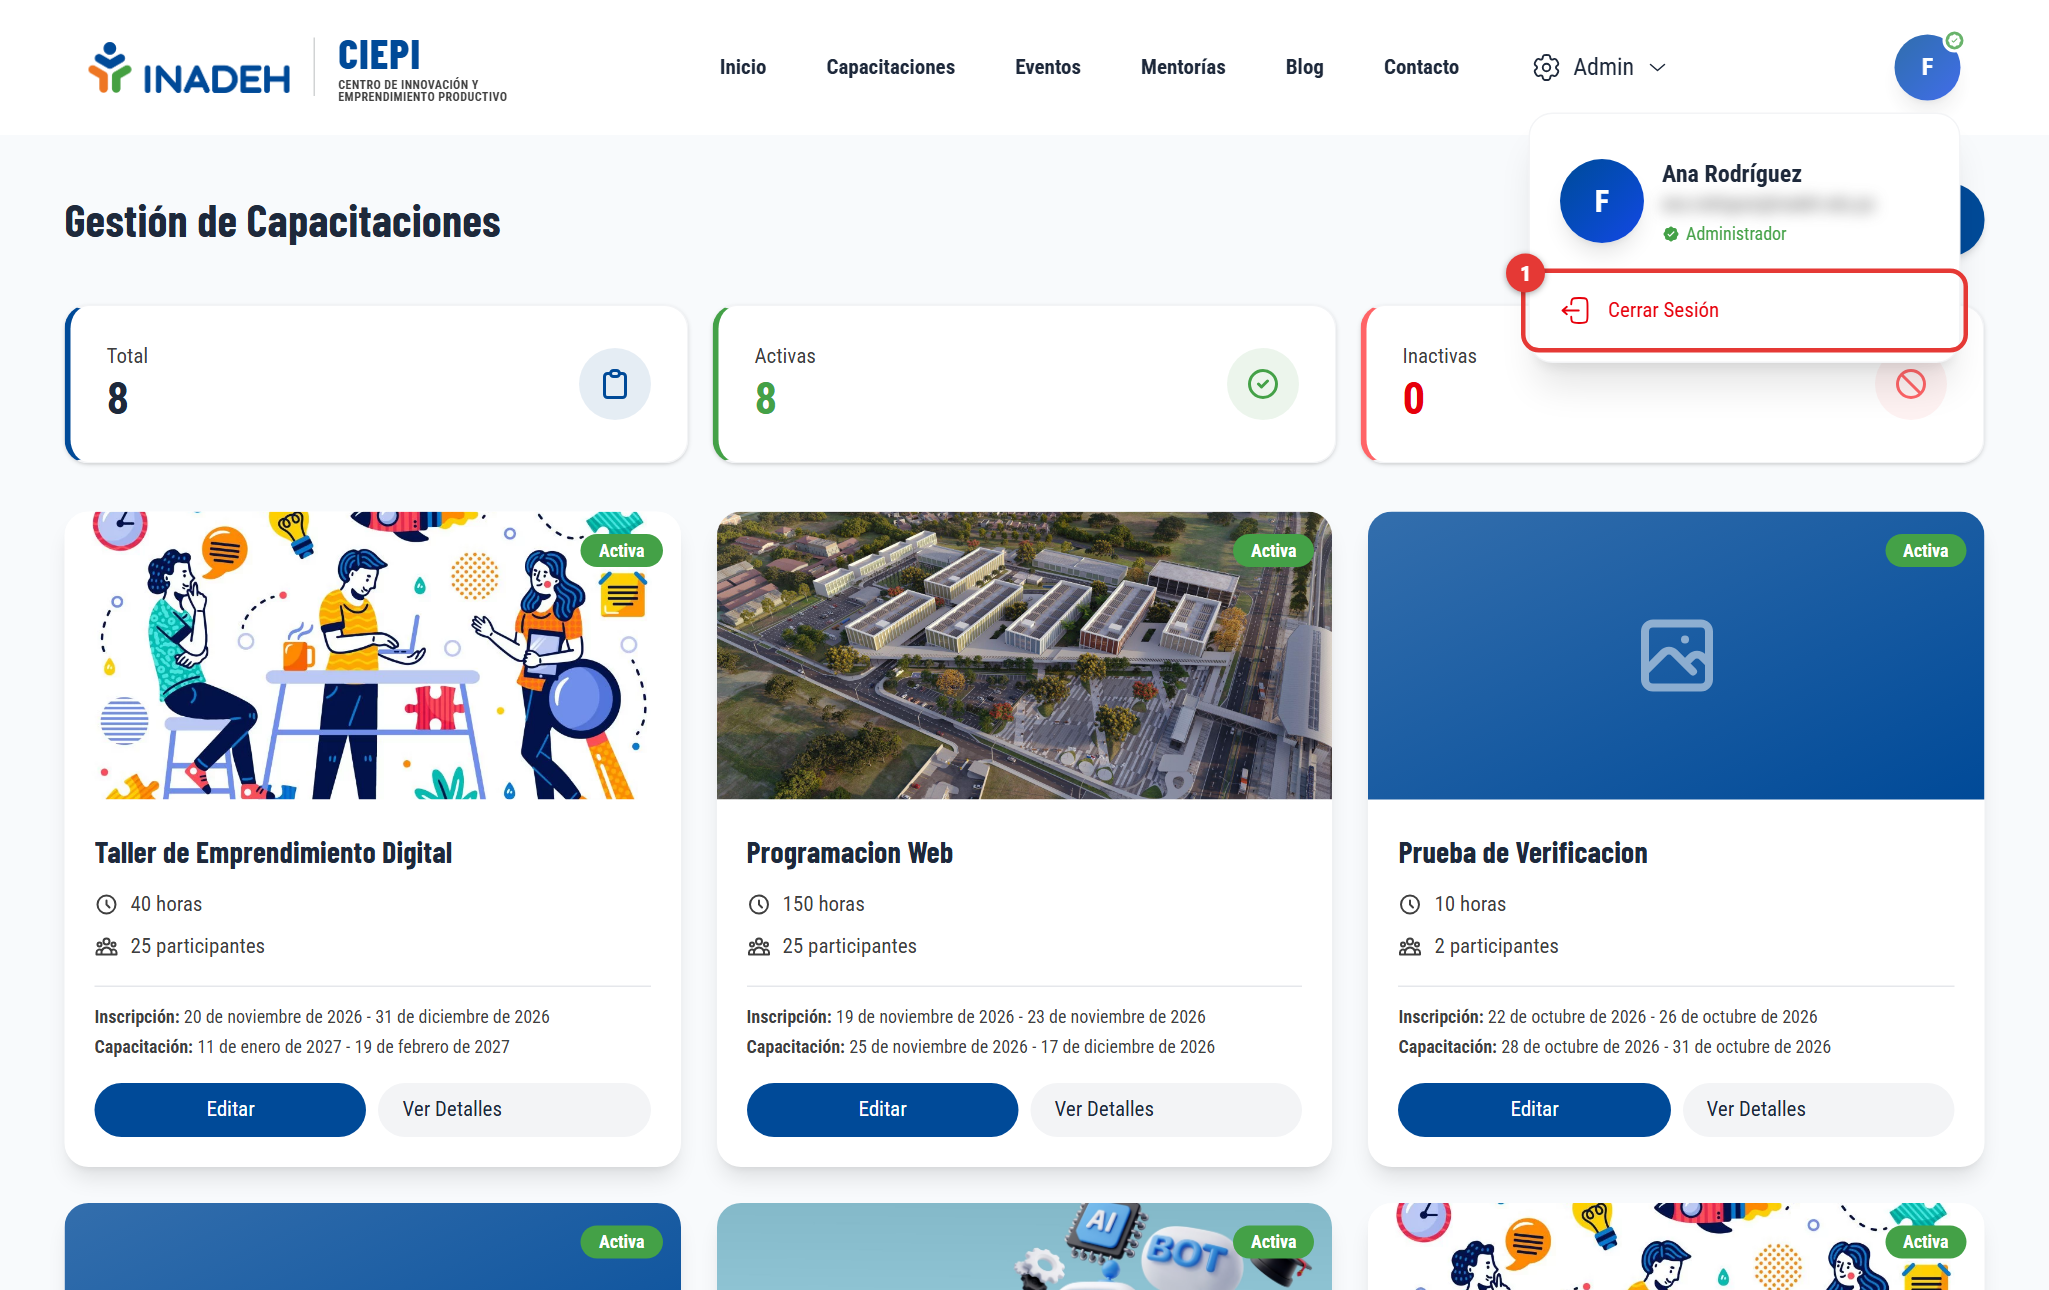 INADEH
CIEPI
CENTRO DE INNOVACIÓN Y
EMPRENDIMIENTO PRODUCTIVO
Inicio
Capacitaciones
Eventos
Mentorías
Blog
Contacto
Admin
F
F
Ana Rodríguez
Administrador
1
Cerrar Sesión
Gestión de Capacitaciones
Total
8
Activas
8
Inactivas
0
Activa
Taller de Emprendimiento Digital
40 horas
25 participantes
Inscripción: 20 de noviembre de 2026 - 31 de diciembre de 2026
Capacitación: 11 de enero de 2027 - 19 de febrero de 2027
Editar
Ver Detalles
Activa
Programacion Web
150 horas
25 participantes
Inscripción: 19 de noviembre de 2026 - 23 de noviembre de 2026
Capacitación: 25 de noviembre de 2026 - 17 de diciembre de 2026
Editar
Ver Detalles
Activa
Prueba de Verificacion
10 horas
2 participantes
Inscripción: 22 de octubre de 2026 - 26 de octubre de 2026
Capacitación: 28 de octubre de 2026 - 31 de octubre de 2026
Editar
Ver Detalles
Activa
AI
BOT
Activa
Activa